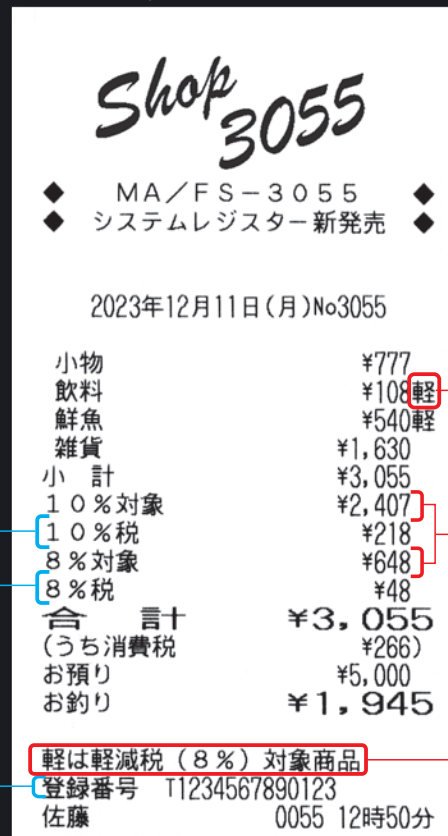 Shop
3055
◆ MA／FS－3055 ◆
◆ システムレジスター新発売 ◆
2023年12月11日(月)No3055
小物 ¥777
飲料 ¥108軽
鮮魚 ¥540軽
雑貨 ¥1,630
小 計 ¥3,055
１０％対象 ¥2,407
１０％税 ¥218
８％対象 ¥648
８％税 ¥48
合 計 ¥3,055
(うち消費税 ¥266)
お預り ¥5,000
お釣り ¥1,945
軽は軽減税（８％）対象商品
登録番号 T1234567890123
佐藤 0055 12時50分